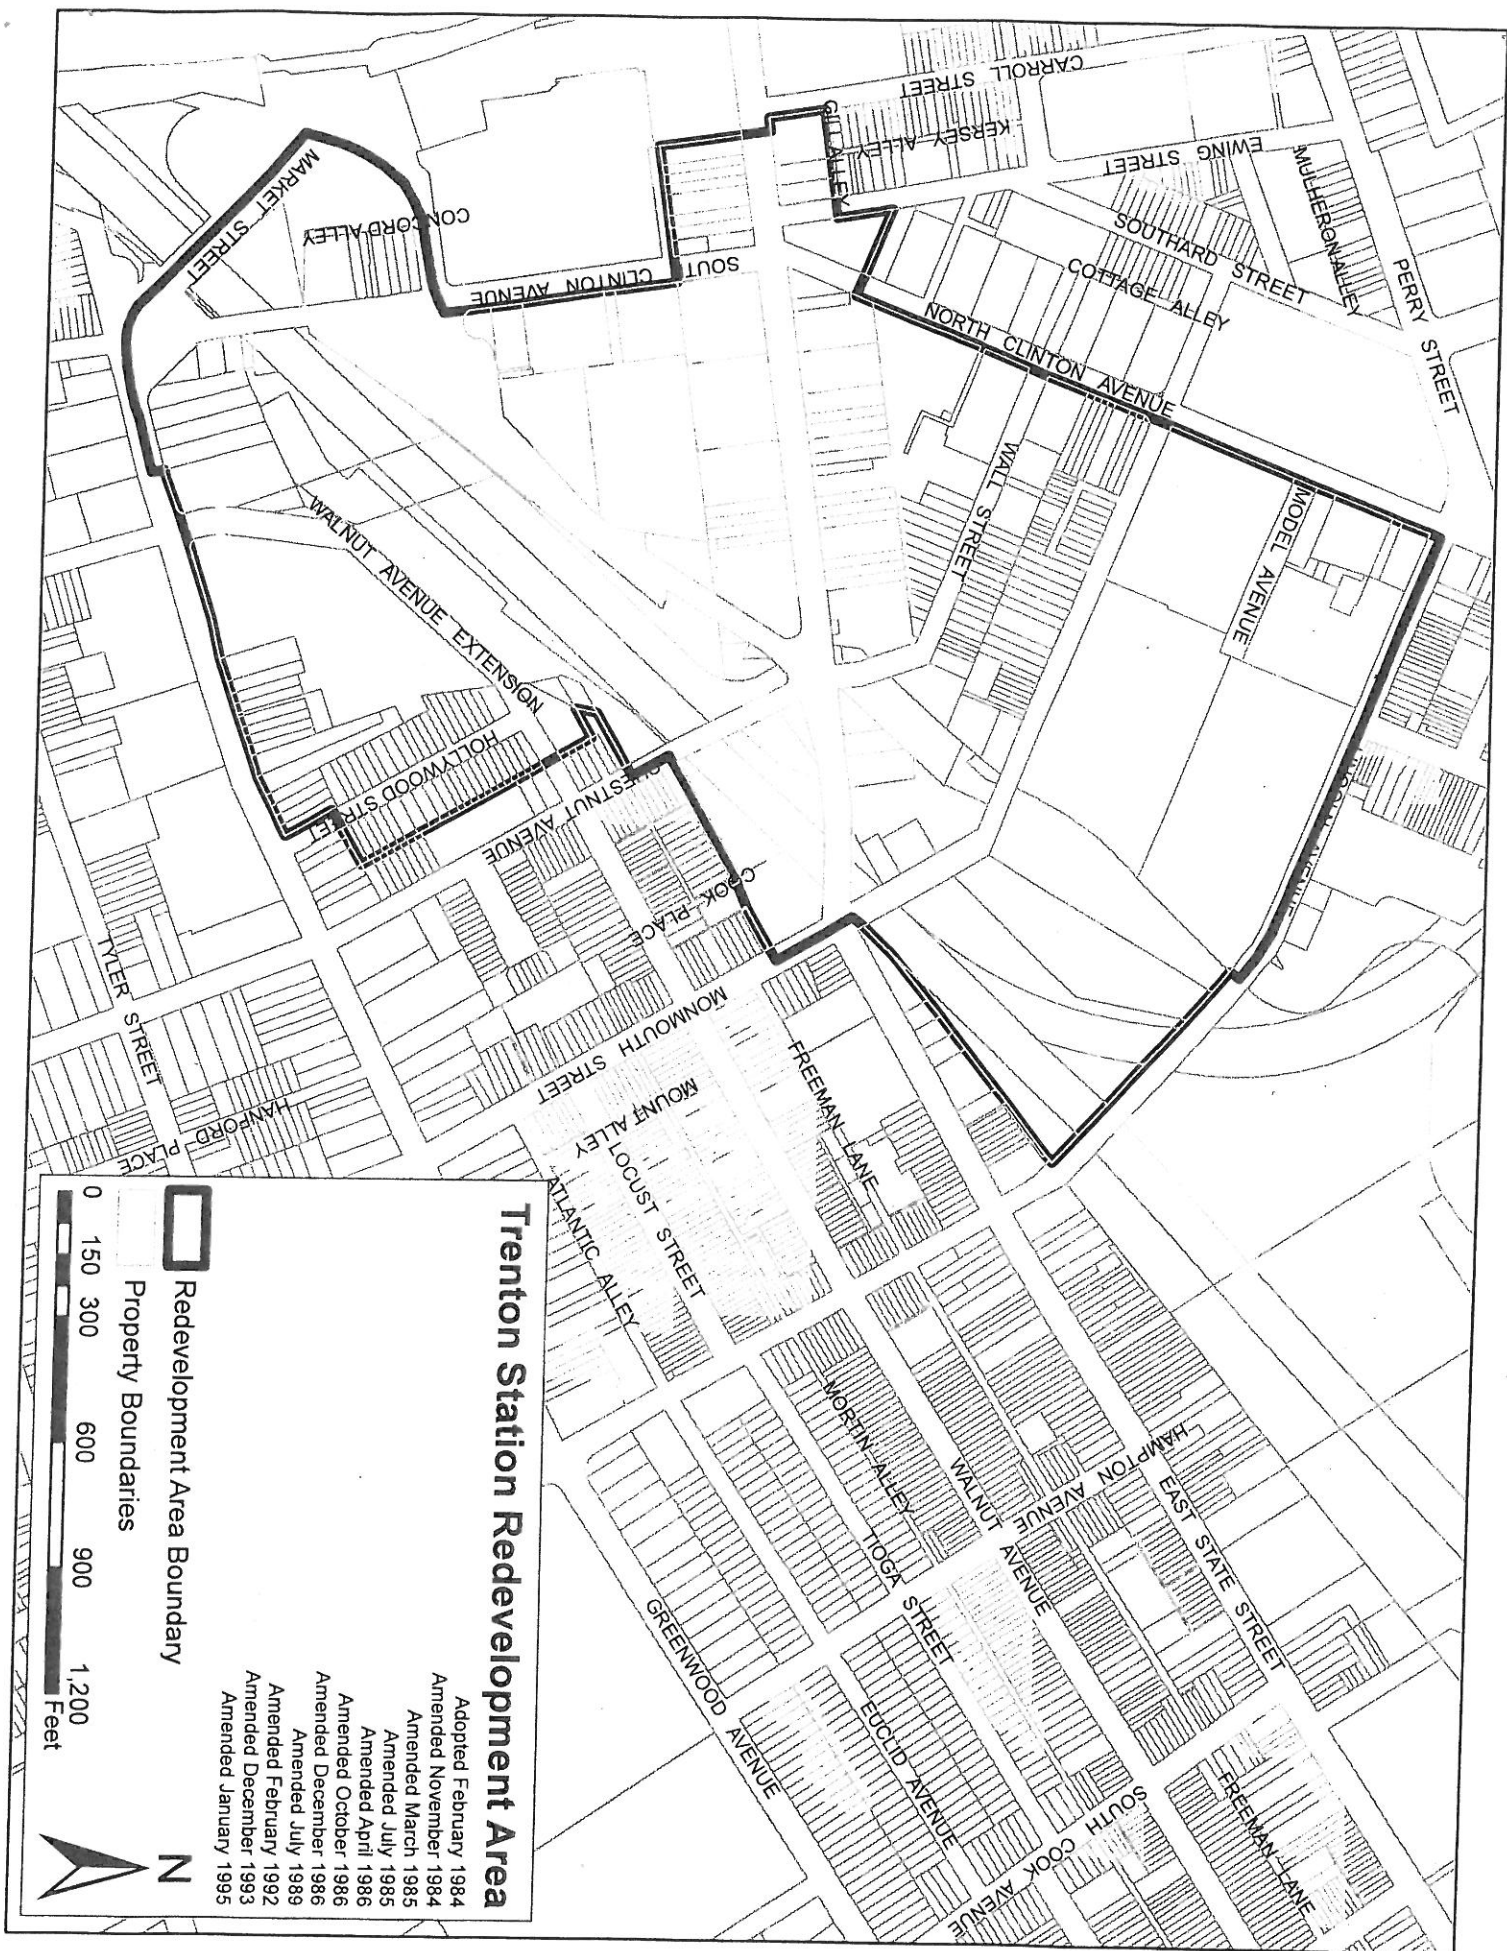 CARROLL STREET
KERSEY ALLEY
GILL ALLEY
EWING STREET
MULHERON ALLEY
PERRY STREET
SOUTHARD STREET
COTTAGE ALLEY
NORTH CLINTON AVENUE
WALL STREET
MODEL AVENUE
MARKET STREET
CONCORD ALLEY
SOUT CLINTON AVENUE
WALNUT AVENUE EXTENSION
HOLLYWOOD STREET
CHESTNUT AVENUE
COOK PLACE
MONMOUTH STREET
MOUNT ALLEY
LOCUST STREET
ATLANTIC ALLEY
FREEMAN LANE
TYLER STREET
HANFORD PLACE
HAMPTON AVENUE
EAST STATE STREET
WALNUT AVENUE
MORTIN ALLEY
TIOGA STREET
GREENWOOD AVENUE
EUCLID AVENUE
SOUTH COOK AVENUE
FREEMAN LANE
Trenton Station Redevelopment Area
Adopted February 1984
Amended November 1984
Amended March 1985
Amended July 1985
Amended April 1986
Amended October 1986
Amended December 1986
Amended July 1989
Amended February 1992
Amended December 1993
Amended January 1995
Redevelopment Area Boundary
Property Boundaries
0 150 300 600 900 1,200
Feet
N